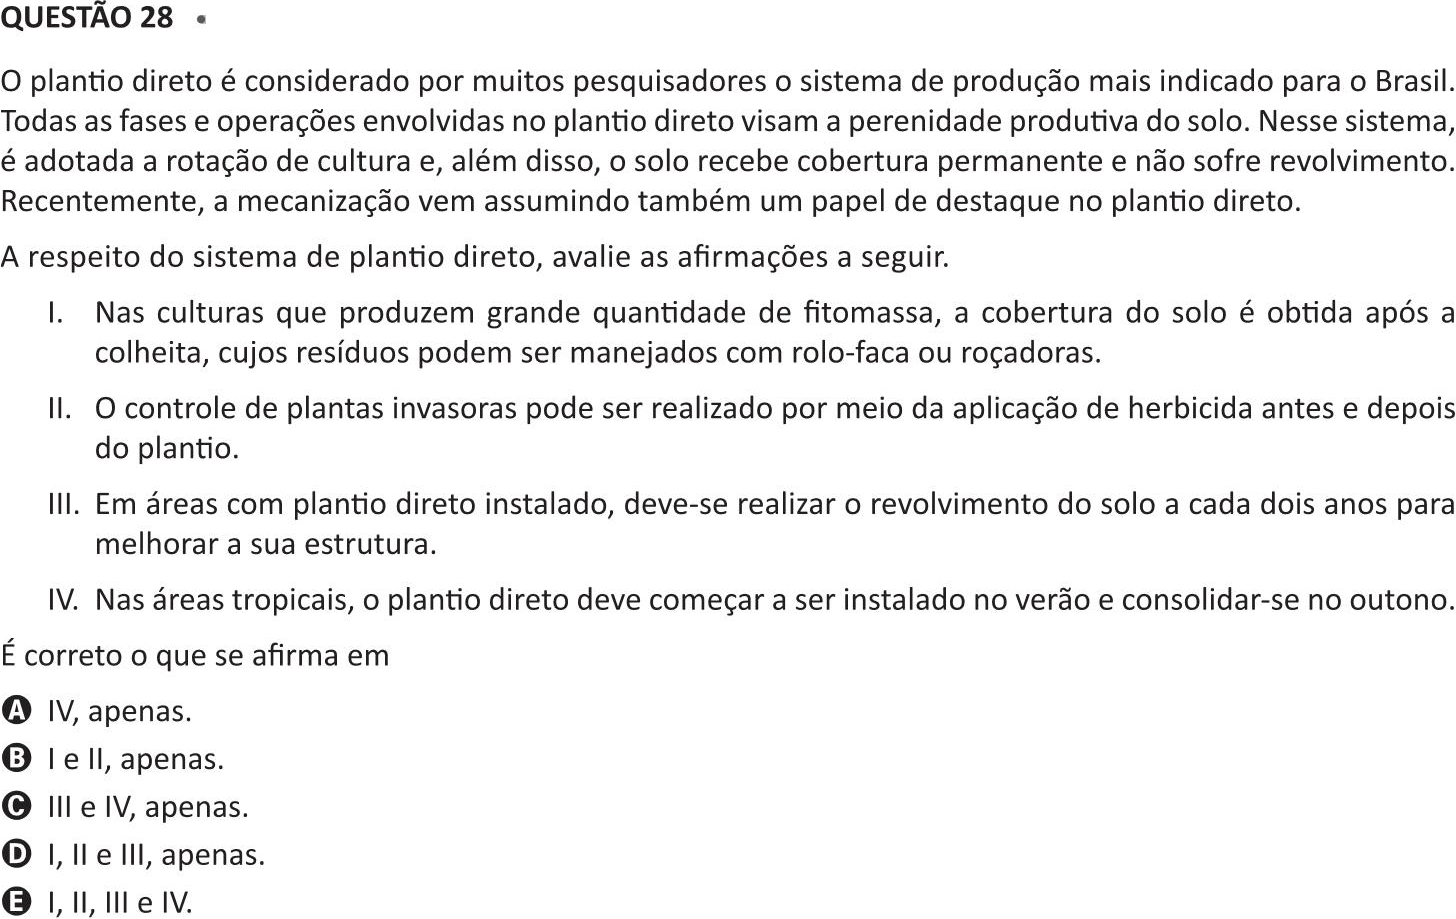 QUESTÃO 28
O plantio direto é considerado por muitos pesquisadores o sistema de produção mais indicado para o Brasil.
Todas as fases e operações envolvidas no plantio direto visam a perenidade produtiva do solo. Nesse sistema,
é adotada a rotação de cultura e, além disso, o solo recebe cobertura permanente e não sofre revolvimento.
Recentemente, a mecanização vem assumindo também um papel de destaque no plantio direto.
A respeito do sistema de plantio direto, avalie as afirmações a seguir.
I. Nas culturas que produzem grande quantidade de fitomassa, a cobertura do solo é obtida após a
colheita, cujos resíduos podem ser manejados com rolo-faca ou roçadoras.
II. O controle de plantas invasoras pode ser realizado por meio da aplicação de herbicida antes e depois
do plantio.
III. Em áreas com plantio direto instalado, deve-se realizar o revolvimento do solo a cada dois anos para
melhorar a sua estrutura.
IV. Nas áreas tropicais, o plantio direto deve começar a ser instalado no verão e consolidar-se no outono.
É correto o que se afirma em
A IV, apenas.
B I e II, apenas.
C III e IV, apenas.
D I, II e III, apenas.
E I, II, III e IV.